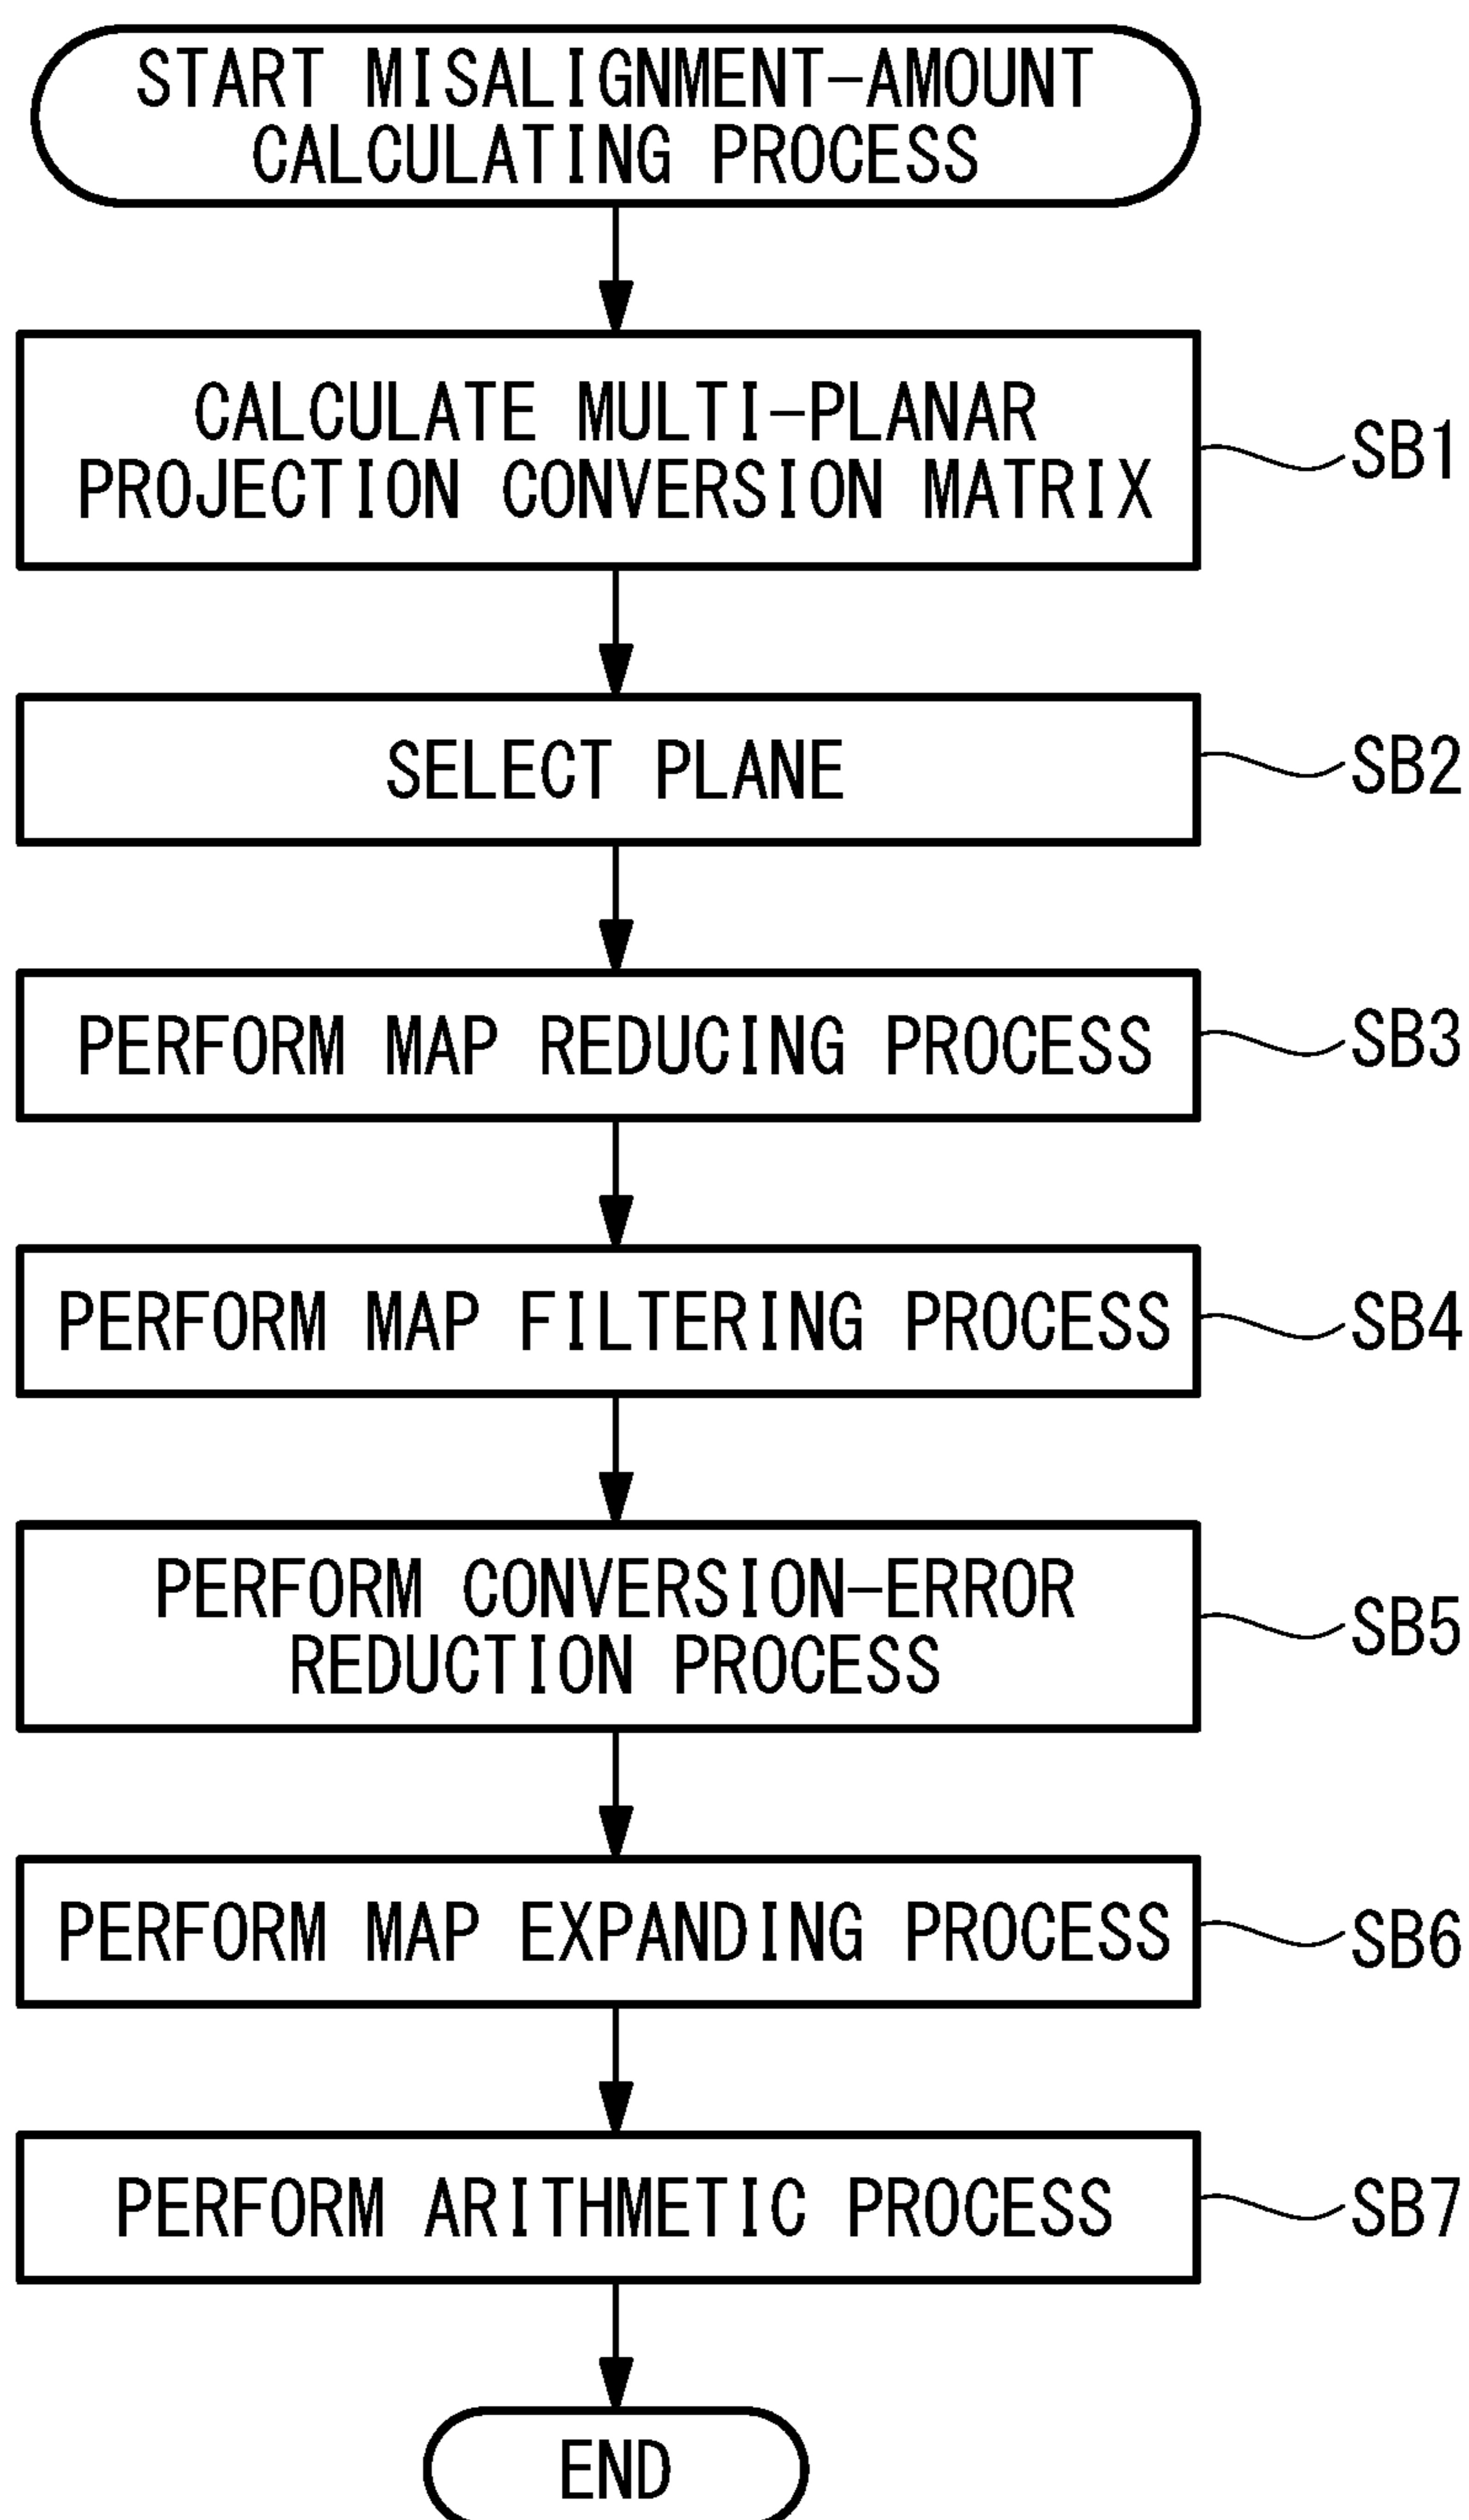 START MISALIGNMENT-AMOUNT
CALCULATING PROCESS
CALCULATE MULTI-PLANAR
PROJECTION CONVERSION MATRIX
SB1
SELECT PLANE
SB2
PERFORM MAP REDUCING PROCESS
SB3
PERFORM MAP FILTERING PROCESS
SB4
PERFORM CONVERSION-ERROR
REDUCTION PROCESS
SB5
PERFORM MAP EXPANDING PROCESS
SB6
PERFORM ARITHMETIC PROCESS
SB7
END